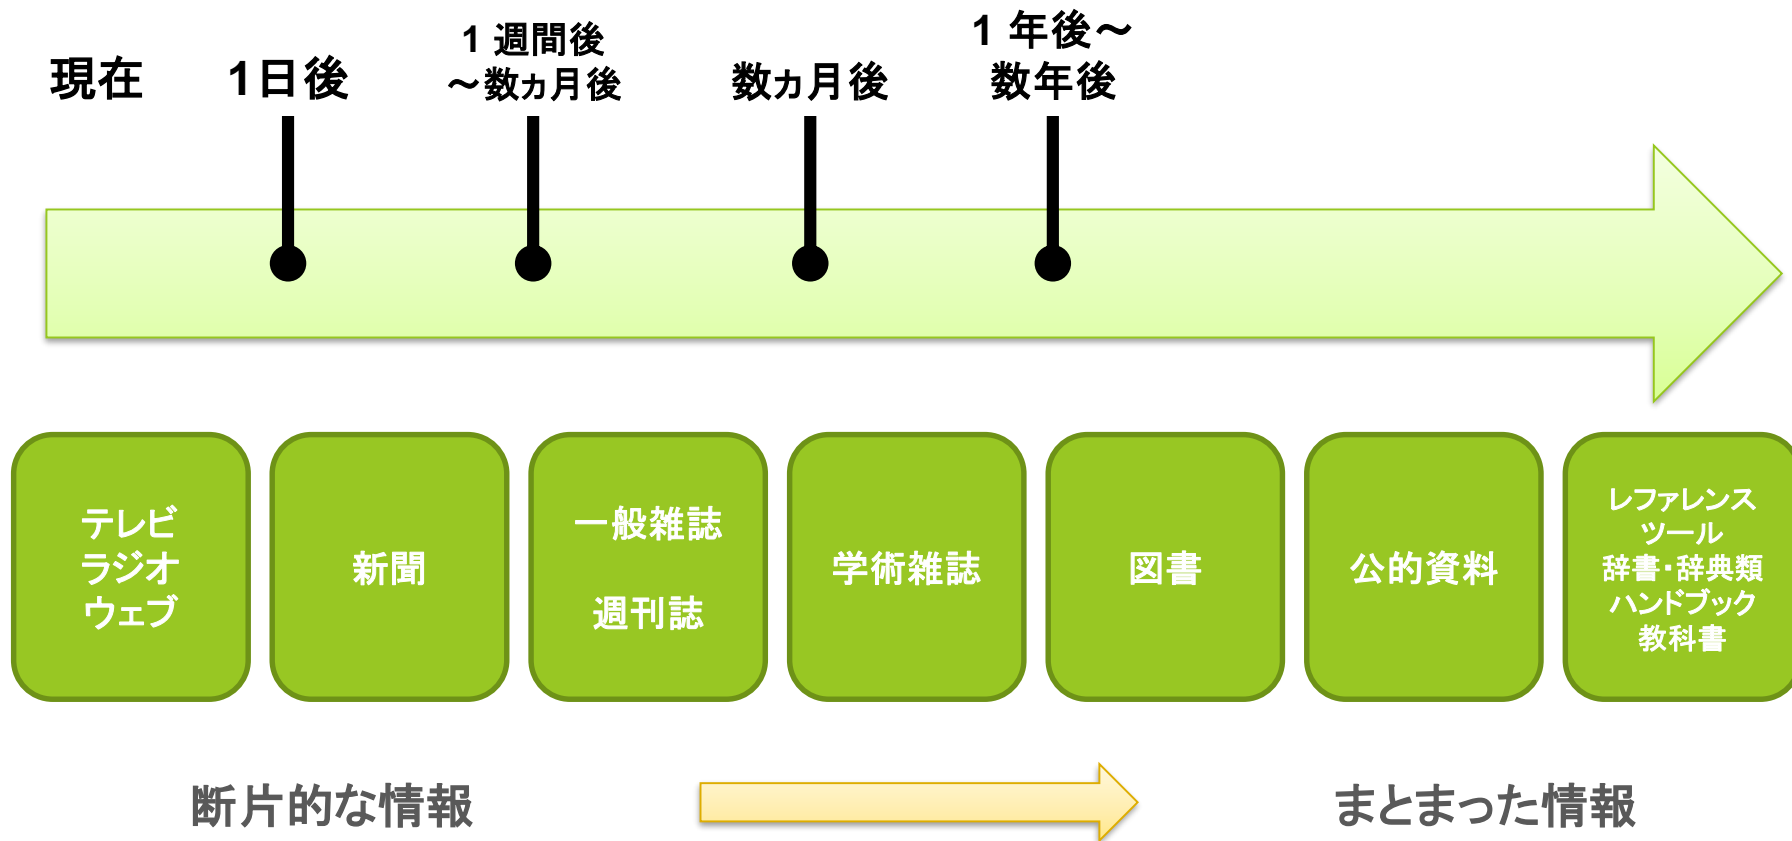 現在
1日後
1 週間後
～数ヵ月後
数ヵ月後
1 年後～
数年後
テレビ
ラジオ
ウェブ
新聞
一般雑誌
週刊誌
学術雑誌
図書
公的資料
レファレンス
ツール
辞書・辞典類
ハンドブック
教科書
断片的な情報
まとまった情報